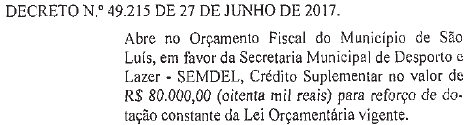 DECRETO N.º 49.215 DE 27 DE JUNHO DE 2017.
Abre no Orçamento Fiscal do Município de São
Luís, em favor da Secretaria Municipal de Desporto e
Lazer - SEMDEL, Crédito Suplementar no valor de
R$ 80.000,00 (oitenta mil reais) para reforço de do-
tação constante da Lei Orçamentária vigente.